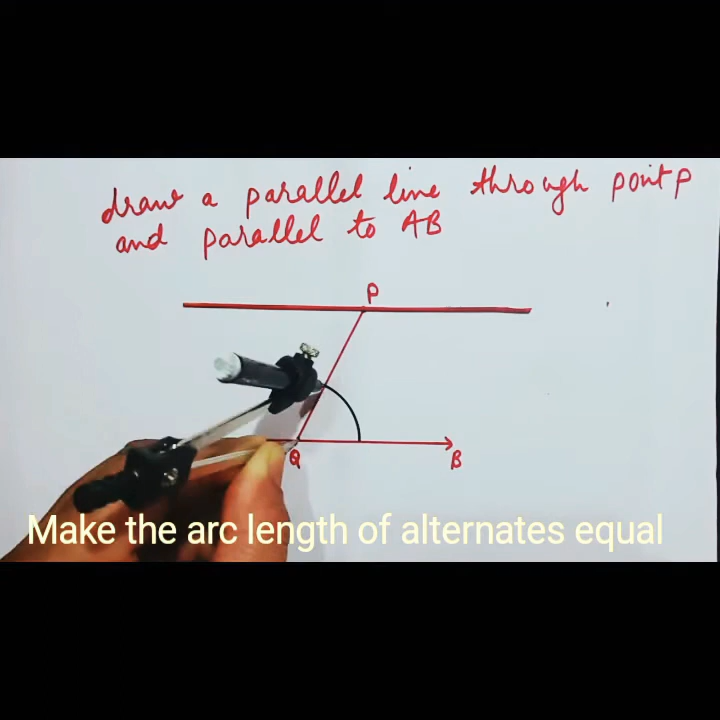 draw a parallel line through point P
and parallel to AB
P
Q
B
Make the arc length of alternates equal